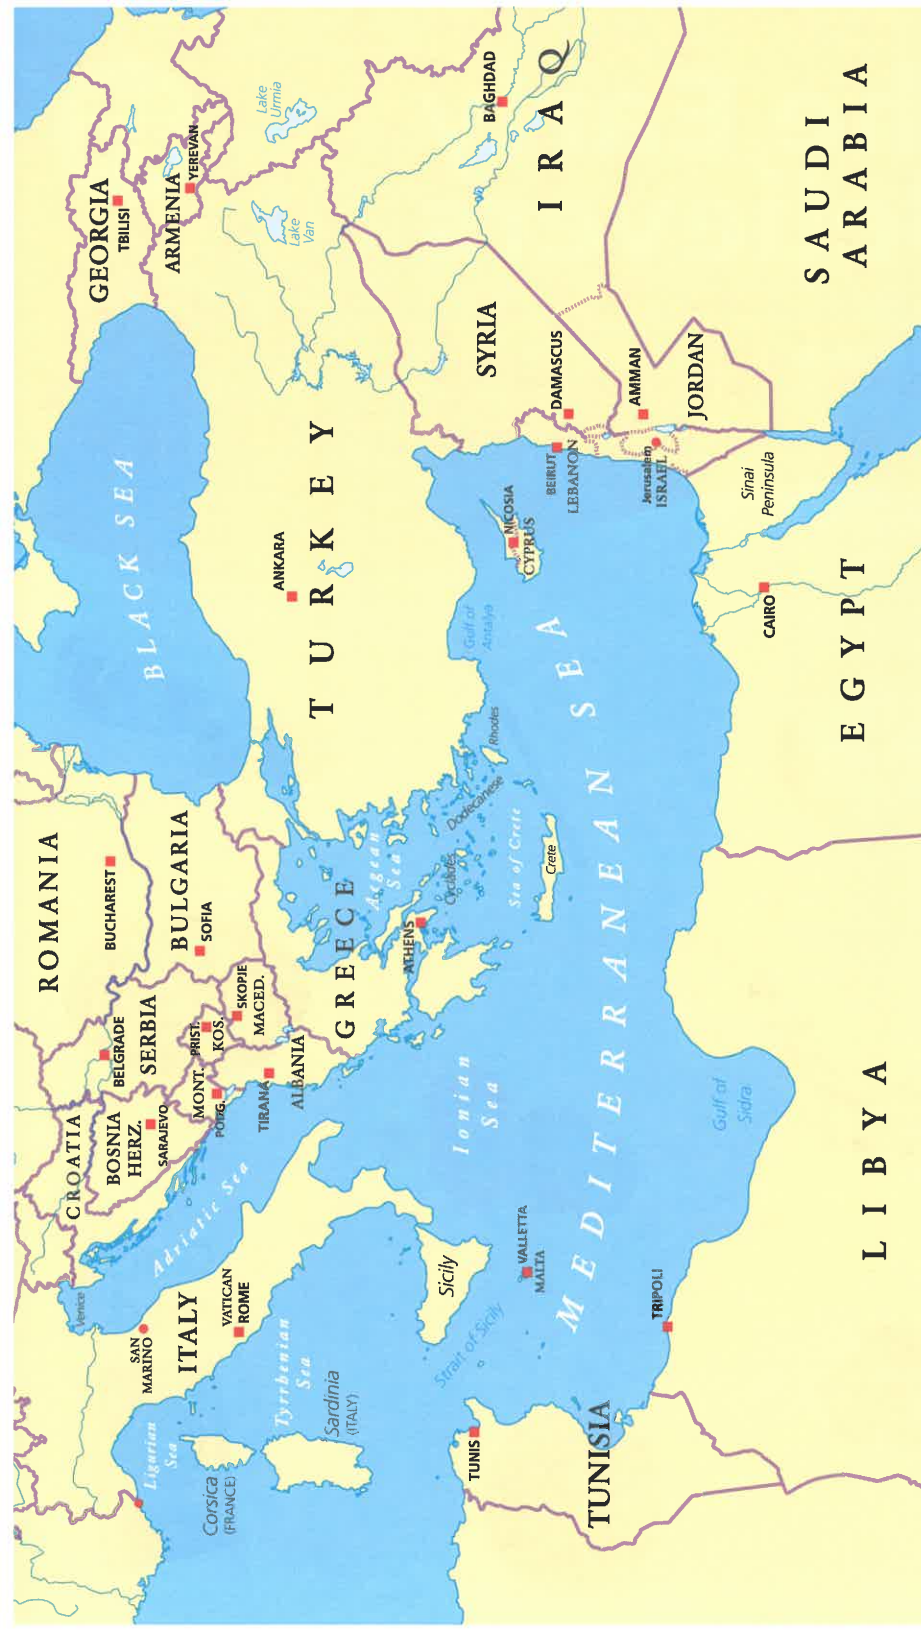 ROMANIA
BUCHAREST
BULGARIA
SOFIA
BELGRADE
SERBIA
PRIST.
KOS.
SKOPJE
MACED.
CROATIA
BOSNIA
HERZ.
SARAJEVO
MONT.
PODG.
TIRANA
ALBANIA
Venice
SAN
MARINO
ITALY
VATICAN
ROME
Adriatic Sea
Ligurian
Sea
Corsica
(FRANCE)
Tyrrhenian
Sea
Sardinia
(ITALY)
Sicily
Strait of Sicily
VALLETTA
MALTA
Ionian
Sea
GREECE
ATHENS
Aegean
Sea
Cyclades
Dodecanese
Rhodes
Sea of Crete
Crete
BLACK SEA
GEORGIA
TBILISI
ARMENIA
YEREVAN
TURKEY
ANKARA
Lake
Van
Lake
Urmia
Gulf of
Antalya
NICOSIA
CYPRUS
SYRIA
DAMASCUS
BEIRUT
LEBANON
Jerusalem
ISRAEL
AMMAN
JORDAN
BAGHDAD
IRAQ
SAUDI
ARABIA
Sinai
Peninsula
CAIRO
EGYPT
MEDITERRANEAN SEA
Gulf of
Sidra
LIBYA
TRIPOLI
TUNIS
TUNISIA